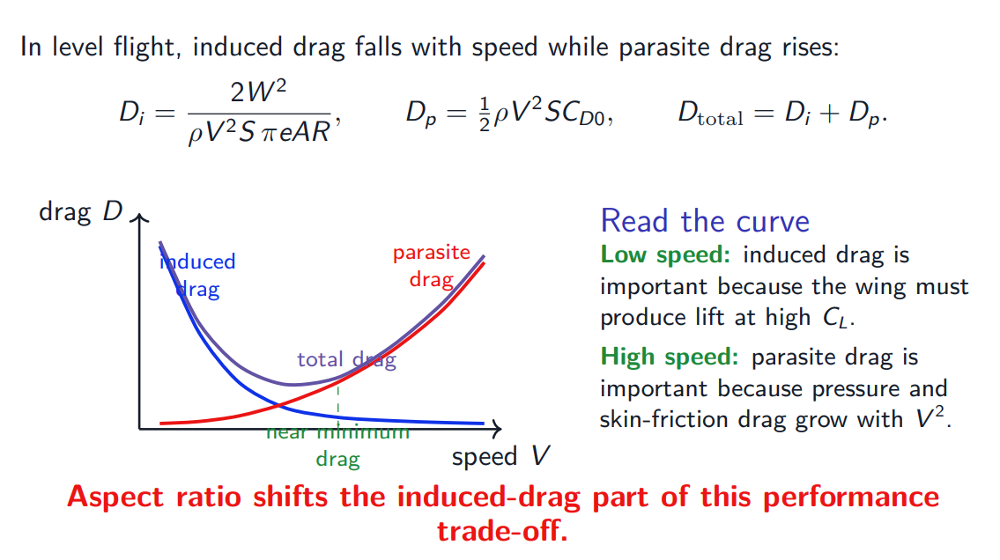 In level flight, induced drag falls with speed while parasite drag rises:
D_i = \frac{2W^2}{\rho V^2 S \, \pi e AR}, \quad D_p = \frac{1}{2} \rho V^2 S C_{D0}, \quad D_{\text{total}} = D_i + D_p.
drag D
induced
drag
parasite
drag
total drag
near minimum
drag
speed V
Read the curve
Low speed: induced drag is
important because the wing must
produce lift at high C_L.
High speed: parasite drag is
important because pressure and
skin-friction drag grow with V^2.
Aspect ratio shifts the induced-drag part of this performance
trade-off.